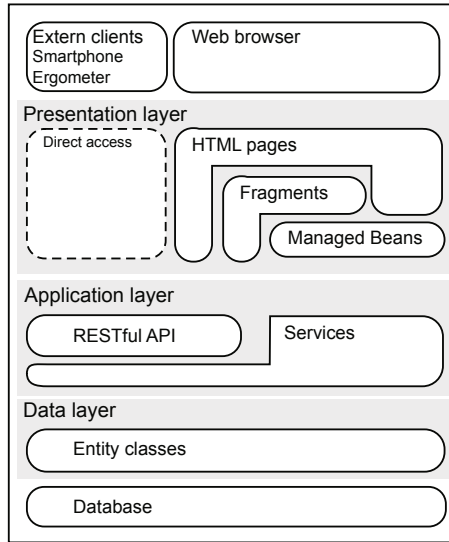 Extern clients
Smartphone
Ergometer
Web browser
Presentation layer
Direct access
HTML pages
Fragments
Managed Beans
Application layer
RESTful API
Services
Data layer
Entity classes
Database